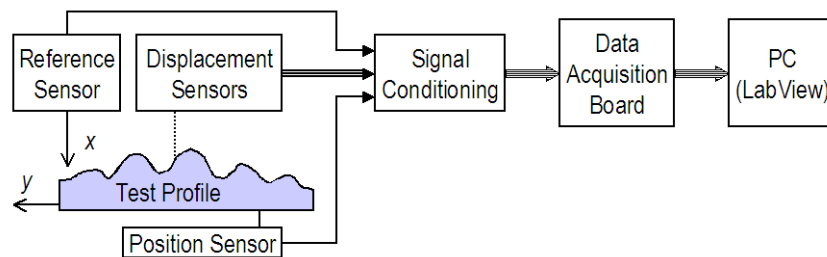 Reference
Sensor
Displacement
Sensors
Signal
Conditioning
Data
Acquisition
Board
PC
(LabView)
x
y
Test Profile
Position Sensor